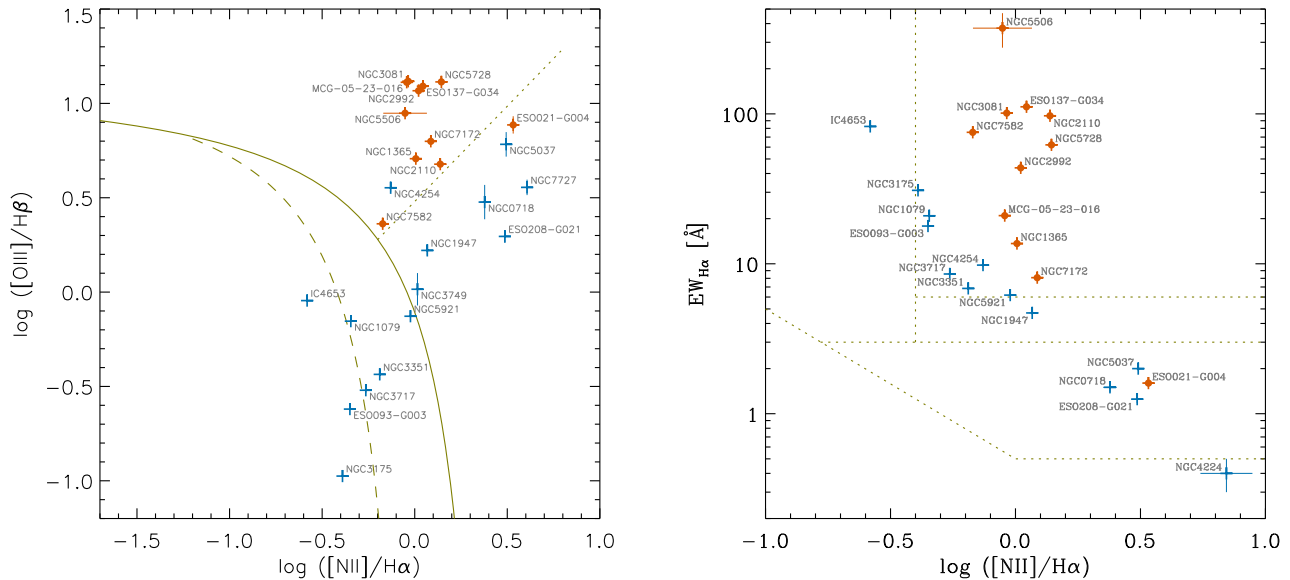 1.5
1.0
0.5
0.0
−0.5
−1.0
log ([OIII]/Hβ)
−1.5
−1.0
−0.5
0.0
0.5
1.0
log ([NII]/Hα)
NGC3081
NGC5728
MCG-05-23-016
ESO137-G034
NGC2992
NGC5506
ESO021-G004
NGC7172
NGC5037
NGC1365
NGC2110
NGC4254
NGC7727
NGC0718
NGC7582
ESO208-G021
NGC1947
IC4653
NGC3749
NGC5921
NGC1079
NGC3351
NGC3717
ESO093-G003
NGC3175
100
10
1
EW Hα [Å]
−1.0
−0.5
0.0
0.5
1.0
log ([NII]/Hα)
NGC5506
ESO137-G034
NGC3081
IC4653
NGC2110
NGC7582
NGC5728
NGC2992
NGC3175
NGC1079
MCG-05-23-016
ESO093-G003
NGC1365
NGC4254
NGC3717
NGC7172
NGC3351
NGC5921
NGC1947
NGC5037
NGC0718
ESO021-G004
ESO208-G021
NGC4224